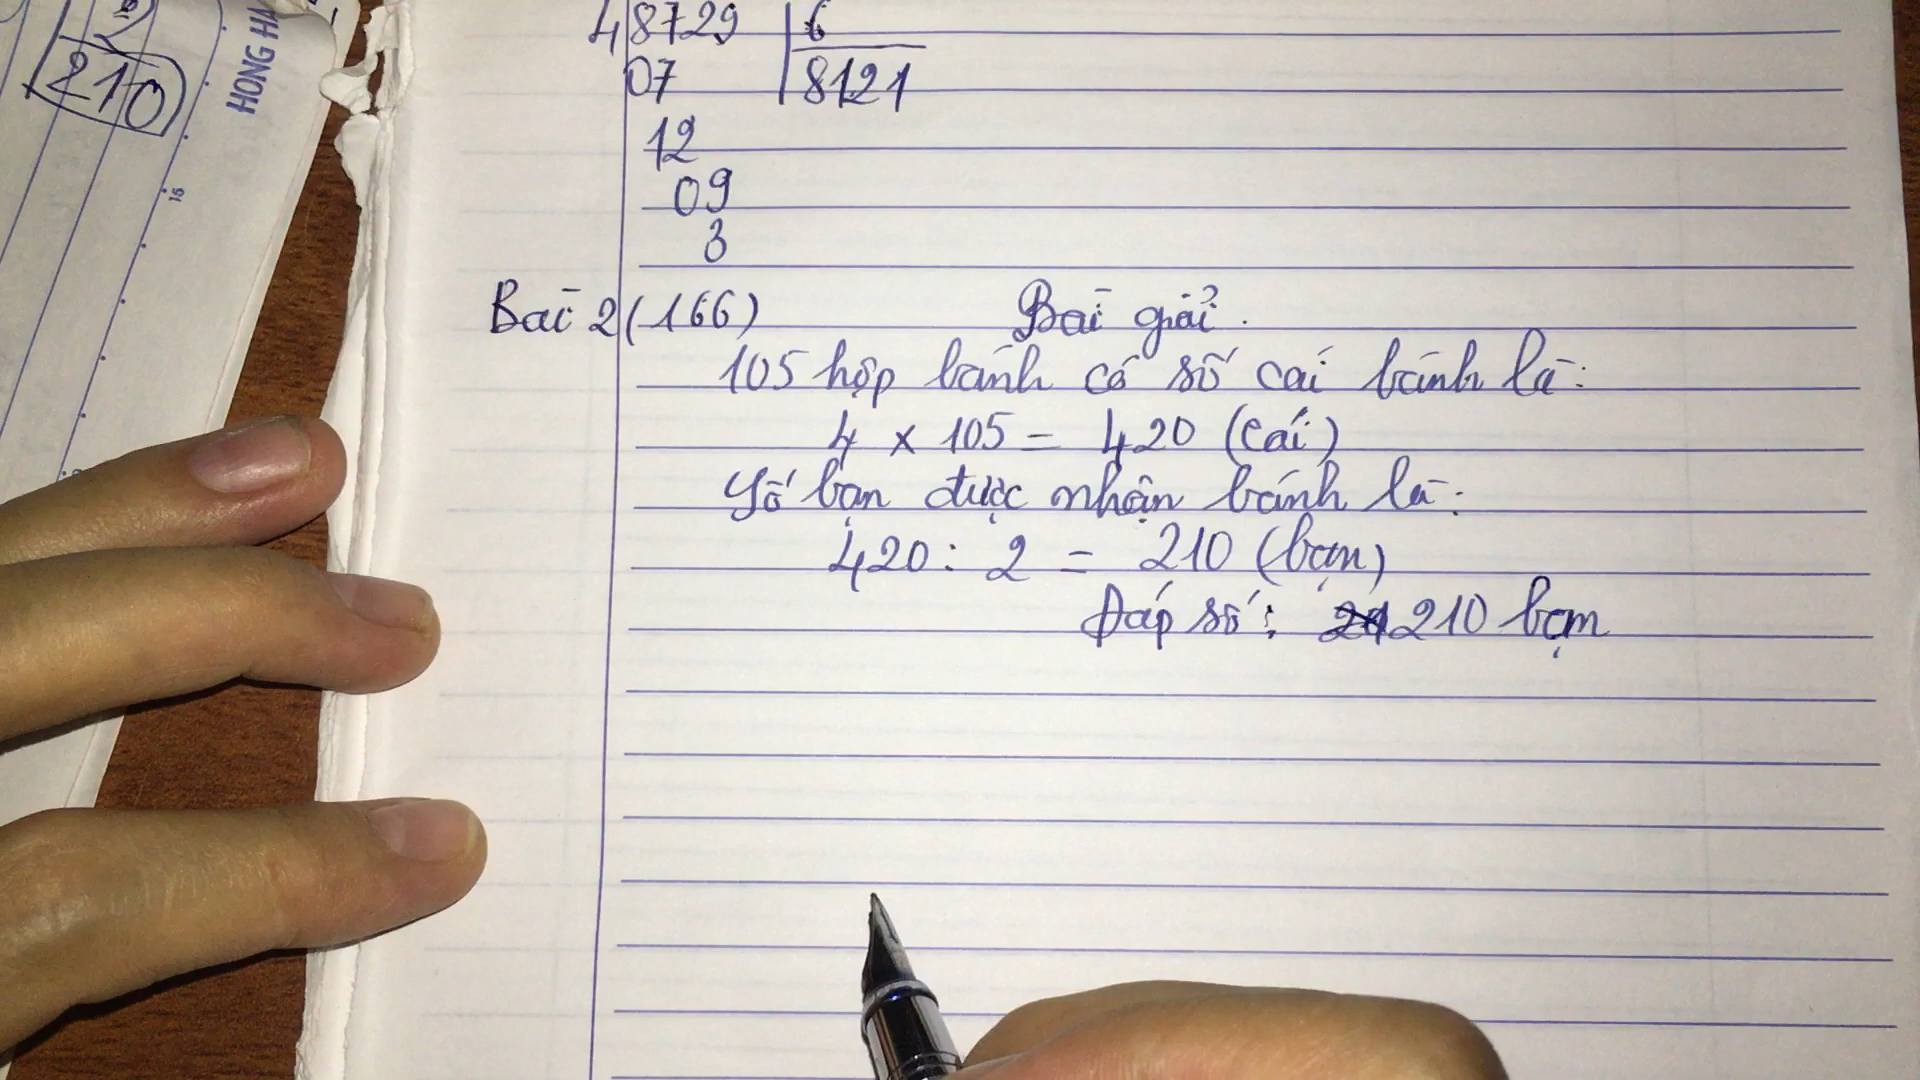 2
210
HONG HA
15
48729 6
07 8121
12
09
3
Bài 2 (166) Bài giải.
105 hộp bánh có số cái bánh là:
4 x 105 = 420 (cái)
Số bạn được nhận bánh là:
420 : 2 = 210 (bạn)
Đáp số: 210 bạn